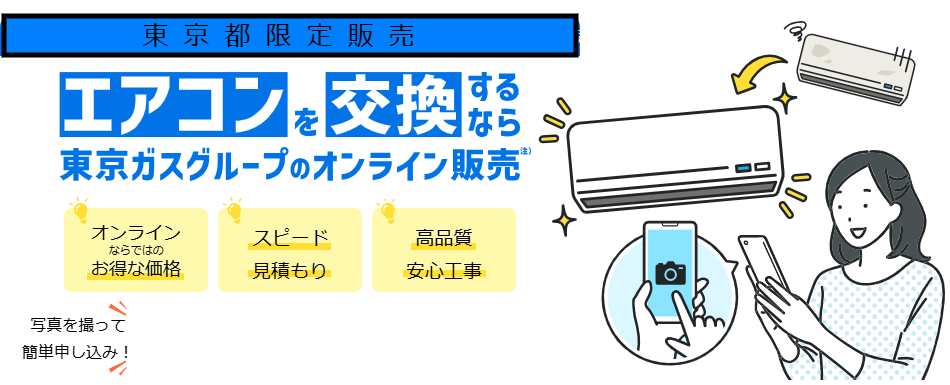 東京都限定販売
エアコンを交換するなら
東京ガスグループのオンライン販売注）
オンライン
ならではの
お得な価格
スピード
見積もり
高品質
安心工事
写真を撮って
簡単申し込み！